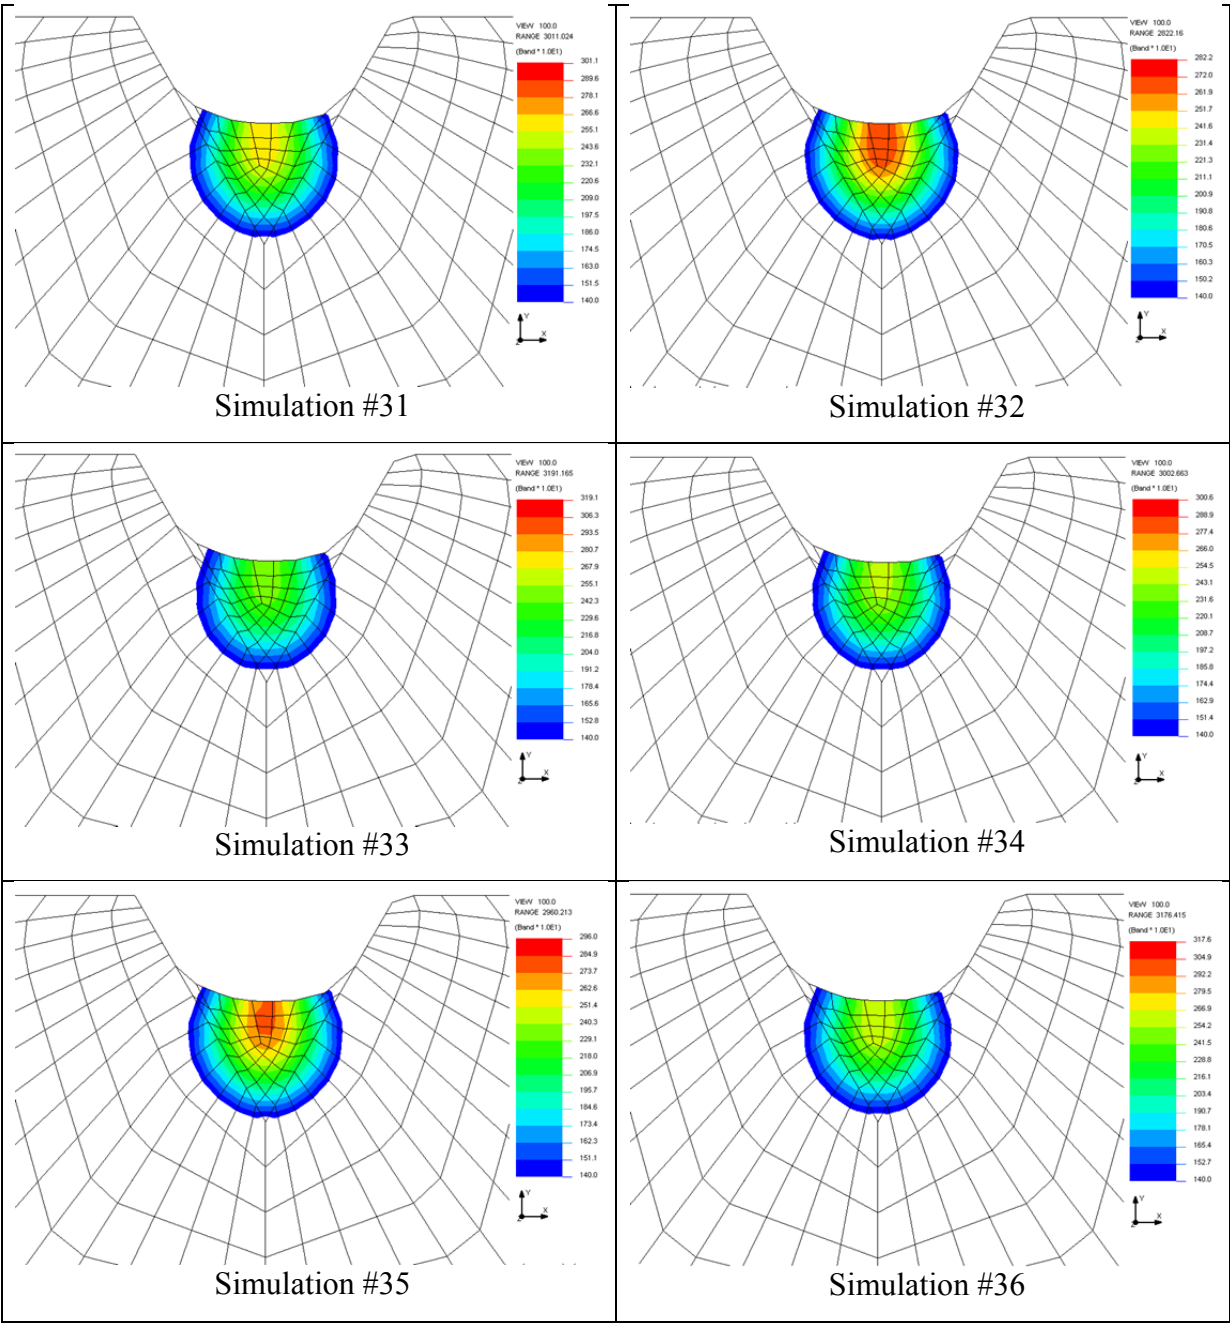 VIEW 100.0
RANGE 3011.024
(Band * 1.0E1)
301.1
289.6
278.1
266.6
255.1
243.6
232.1
220.6
209.0
197.5
186.0
174.5
163.0
151.5
140.0
Y
X
Z
Simulation #31
VIEW 100.0
RANGE 2822.16
(Band * 1.0E1)
282.2
272.0
261.9
251.7
241.6
231.4
221.3
211.1
200.9
190.8
180.6
170.5
160.3
150.2
140.0
Y
X
Z
Simulation #32
VIEW 100.0
RANGE 3191.165
(Band * 1.0E1)
319.1
306.3
293.5
280.7
267.9
255.1
242.3
229.6
216.8
204.0
191.2
178.4
165.6
152.8
140.0
Y
X
Z
Simulation #33
VIEW 100.0
RANGE 3002.663
(Band * 1.0E1)
300.6
288.9
277.4
266.0
254.5
243.1
231.6
220.1
208.7
197.2
185.8
174.4
162.9
151.4
140.0
Y
X
Z
Simulation #34
VIEW 100.0
RANGE 2960.213
(Band * 1.0E1)
296.0
284.9
273.7
262.6
251.4
240.3
229.1
218.0
206.9
195.7
184.6
173.4
162.3
151.1
140.0
Y
X
Z
Simulation #35
VIEW 100.0
RANGE 3176.415
(Band * 1.0E1)
317.6
304.9
292.2
279.5
266.9
254.2
241.5
228.8
216.1
203.4
190.7
178.1
165.4
152.7
140.0
Y
X
Z
Simulation #36